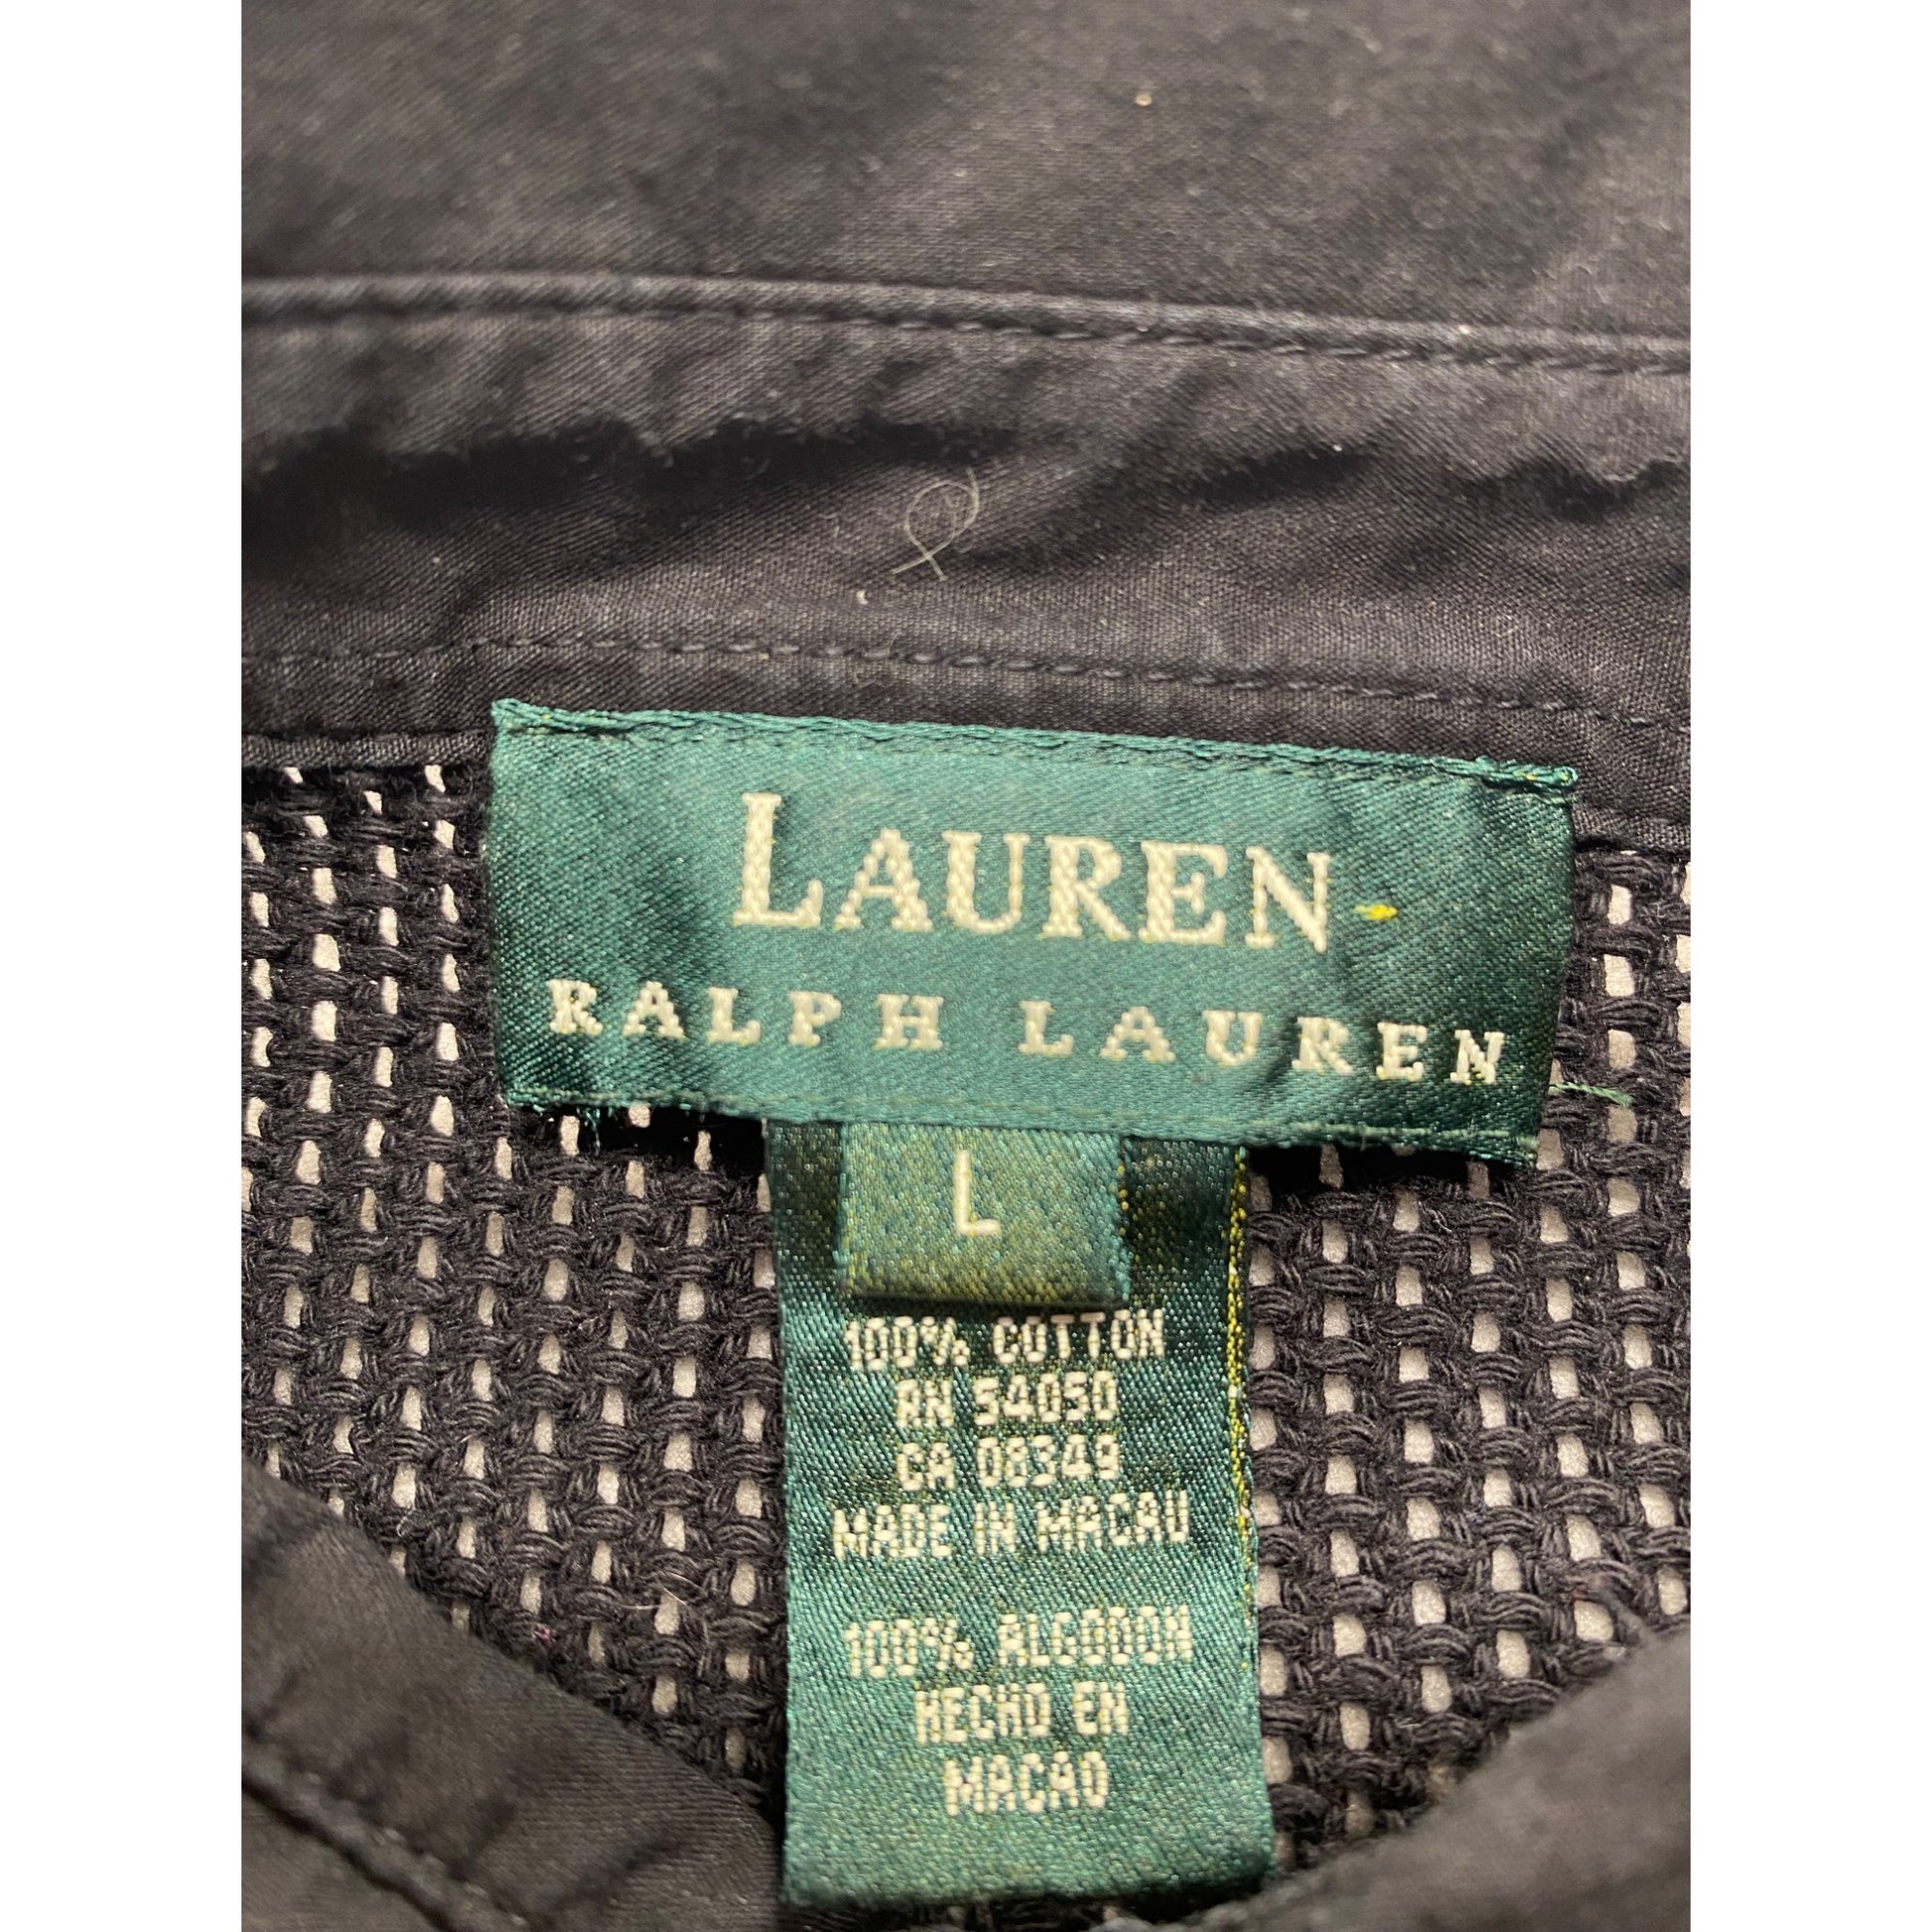 LAUREN
RALPH LAUREN
L
100% COTTON
RN 54050
CA 08349
MADE IN MACAU
100% ALGODON
HECHO EN
MACAO